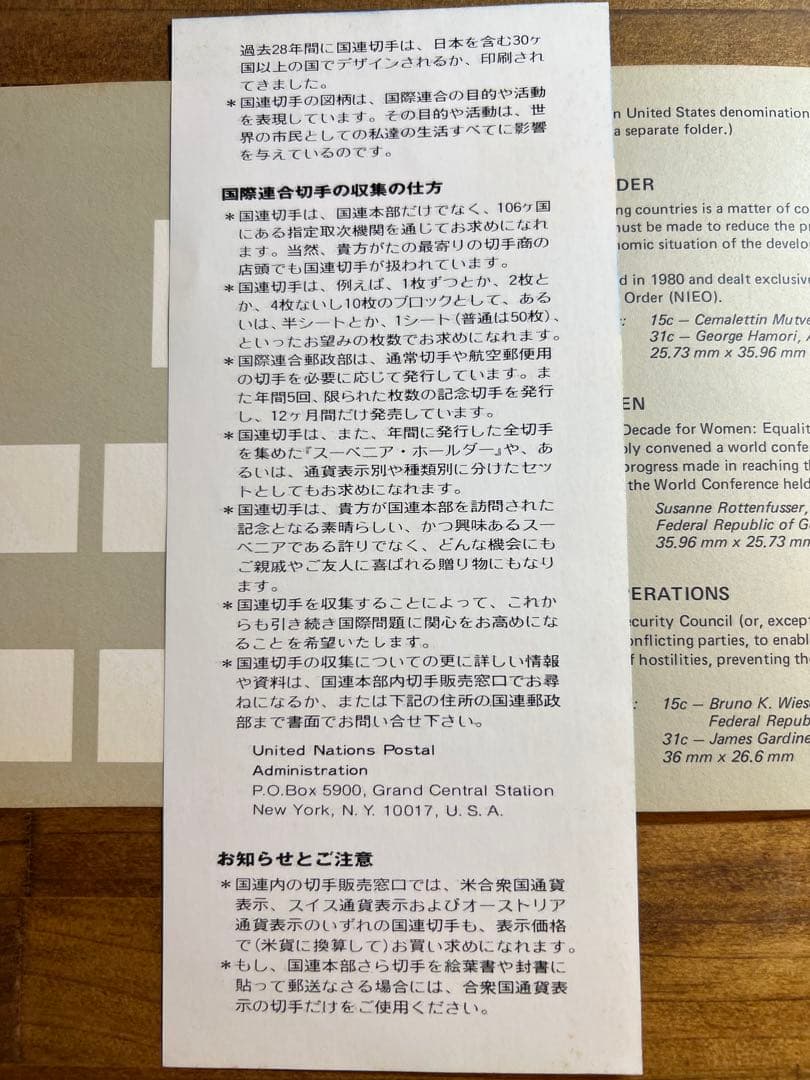 過去28年間に国連切手は、日本を含む30ヶ
国以上の国でデザインされるか、印刷され
てきました。
＊国連切手の図柄は、国際連合の目的や活動
を表現しています。その目的や活動は、世
界の市民としての私達の生活すべてに影響
を与えているのです。
国際連合切手の収集の仕方
＊国連切手は、国連本部だけでなく、106ヶ国
にある指定取次機関を通じてお求めになれ
ます。当然、貴方がたの最寄りの切手商の
店頭でも国連切手が扱われています。
＊国連切手は、例えば、1枚ずつとか、2枚と
か、4枚ないし10枚のブロックとして、ある
いは、半シートとか、1シート(普通は50枚)、
といったお望みの枚数でお求めになれます。
＊国際連合郵政部は、通常切手や航空郵便用
の切手を必要に応じて発行しています。ま
た年間5回、限られた枚数の記念切手を発行
し、12ヶ月間だけ発売しています。
＊国連切手は、また、年間に発行した全切手
を集めた『スーベニア・ホールダー』や、あ
るいは、通貨表示別や種類別に分けたセッ
トとしてもお求めになれます。
＊国連切手は、貴方が国連本部を訪問された
記念となる素晴らしい、かつ興味あるスー
ベニアである許りでなく、どんな機会にも
ご親戚やご友人に喜ばれる贈り物にもなり
ます。
＊国連切手を収集することによって、これか
らも引き続き国際問題に関心をお高めにな
ることを希望いたします。
＊国連切手の収集についての更に詳しい情報
や資料は、国連本部内切手販売窓口でお尋
ねになるか、または下記の住所の国連郵政
部まで書面でお問い合せ下さい。
United Nations Postal
Administration
P.O.Box 5900, Grand Central Station
New York, N. Y. 10017, U. S. A.
お知らせとご注意
＊国連内の切手販売窓口では、米合衆国通貨
表示、スイス通貨表示およびオーストリア
通貨表示のいずれの国連切手も、表示価格
で(米貨に換算して)お買い求めになれます。
＊もし、国連本部さら切手を絵葉書や封書に
貼って郵送なさる場合には、合衆国通貨表
示の切手だけをご使用ください。
n United States denomination
a separate folder.)
DER
ng countries is a matter of co
ust be made to reduce the pr
nomic situation of the develo
d in 1980 and dealt exclusive
Order (NIEO).
: 15c — Cemalettin Mutve
31c — George Hamori, A
25.73 mm x 35.96 mm
EN
Decade for Women: Equalit
bly convened a world confe
progress made in reaching th
the World Conference held
Susanne Rottenfusser,
Federal Republic of G
35.96 mm x 25.73 mm
ERATIONS
ecurity Council (or, except
onflicting parties, to enabl
f hostilities, preventing the
: 15c — Bruno K. Wies
Federal Repub
31c — James Gardine
36 mm x 26.6 mm